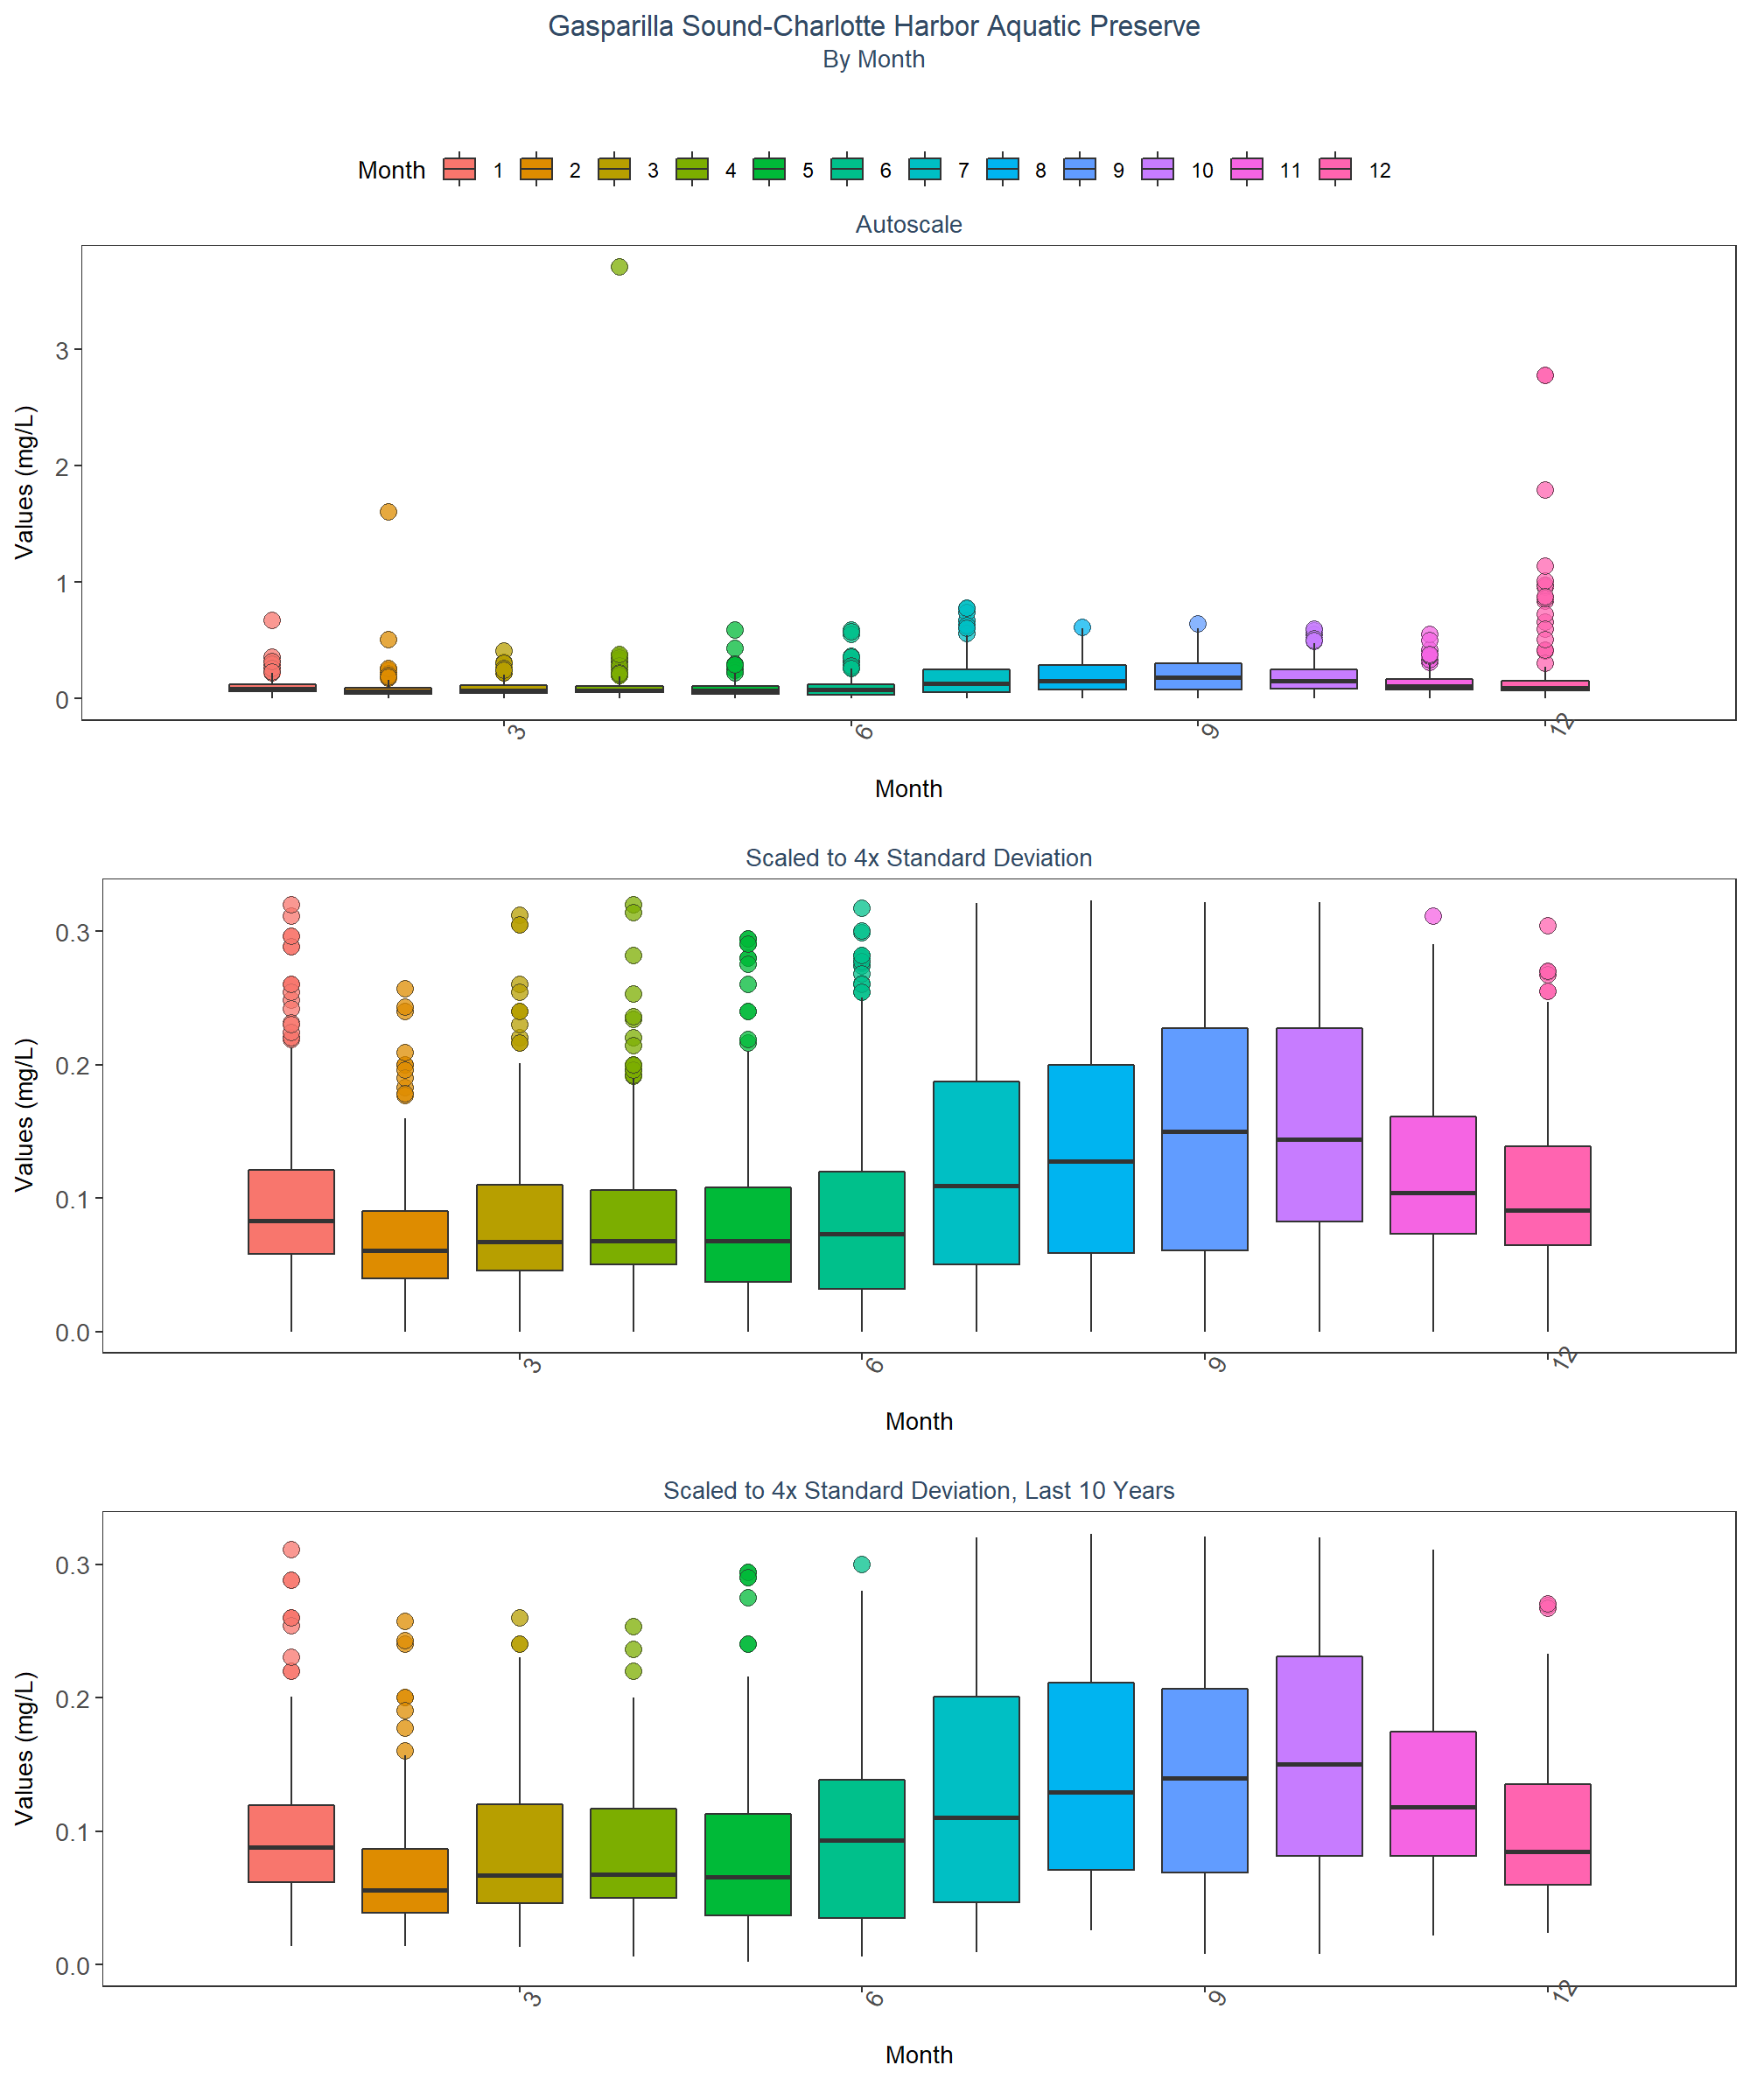 Gasparilla Sound-Charlotte Harbor Aquatic Preserve
By Month
Month 1 2 3 4 5 6 7 8 9 10 11 12
Autoscale
Values (mg/L)
3
2
1
0
3 6 9 12
Month
Scaled to 4x Standard Deviation
Values (mg/L)
0.3
0.2
0.1
0.0
3 6 9 12
Month
Scaled to 4x Standard Deviation, Last 10 Years
Values (mg/L)
0.3
0.2
0.1
0.0
3 6 9 12
Month